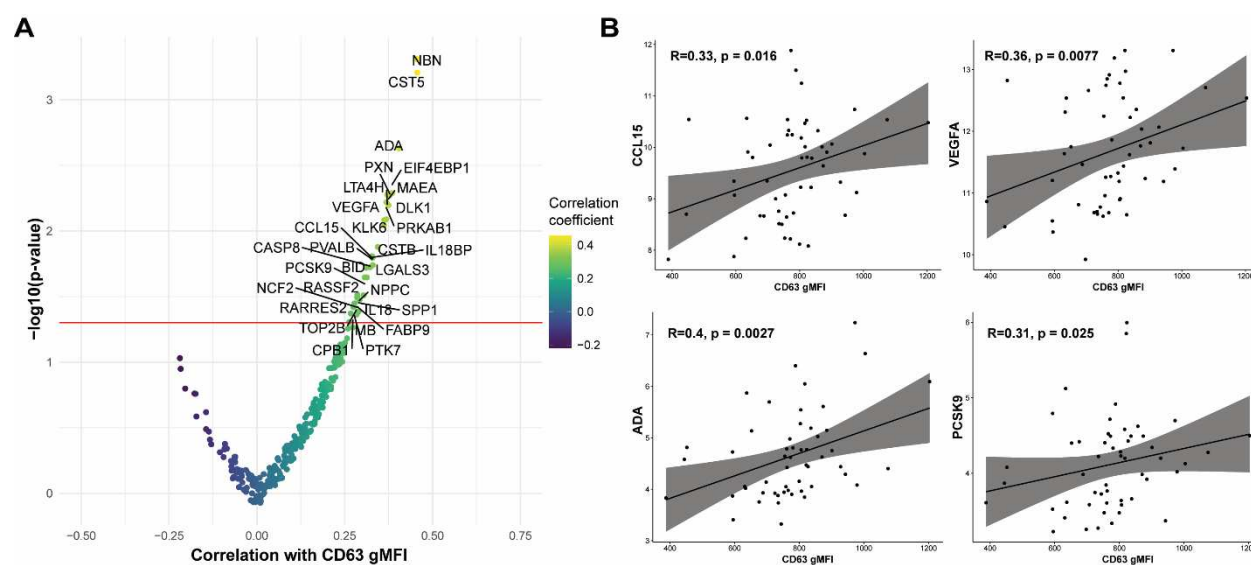 A
−log10(p-value)
3
2
1
0
−0.50
−0.25
0.00
0.25
0.50
0.75
Correlation with CD63 gMFI
NBN
CST5
ADA
PXN
EIF4EBP1
LTA4H
MAEA
VEGFA
DLK1
CCL15
KLK6
PRKAB1
CASP8
PVALB
CSTB
IL18BP
PCSK9
BID
LGALS3
NCF2
RASSF2
NPPC
RARRES2
IL18
SPP1
TOP2B
MB
FABP9
CPB1
PTK7
Correlation
coefficient
0.4
0.2
0.0
−0.2
B
R=0.33, p = 0.016
CCL15
12
11
10
9
8
400
600
800
1000
1200
CD63 gMFI
R=0.36, p = 0.0077
VEGFA
13
12
11
10
400
600
800
1000
1200
CD63 gMFI
R=0.4, p = 0.0027
ADA
7
6
5
4
3
400
600
800
1000
1200
CD63 gMFI
R=0.31, p = 0.025
PCSK9
6
5
4
400
600
800
1000
1200
CD63 gMFI